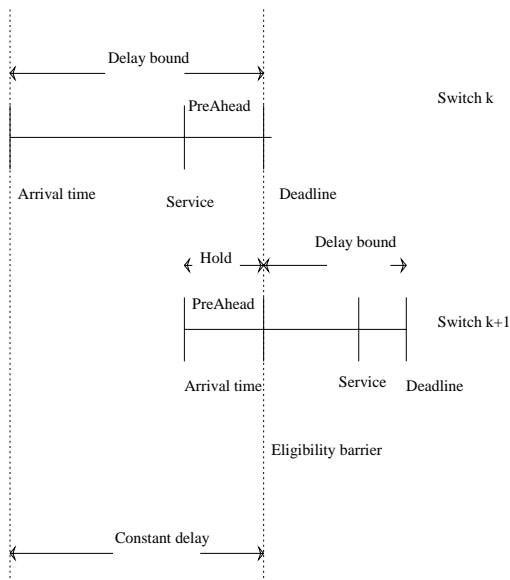 Delay bound
Switch k
PreAhead
Arrival time
Service
Deadline
Delay bound
Hold
PreAhead
Switch k+1
Arrival time
Service
Deadline
Eligibility barrier
Constant delay